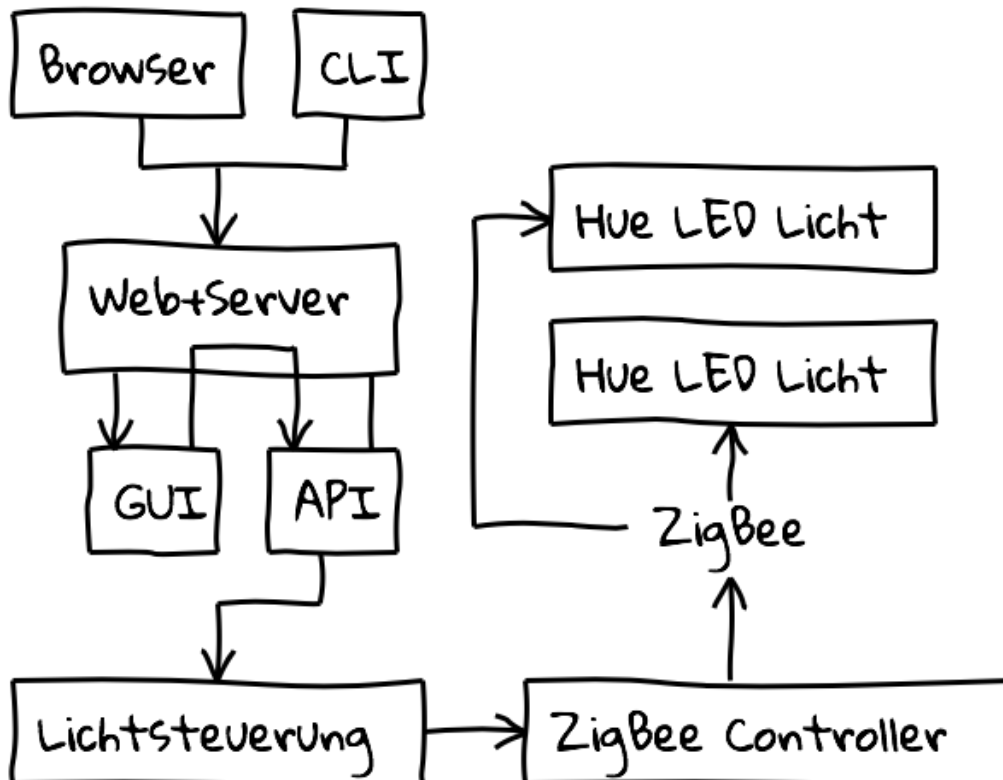 Browser
CLI
Web+Server
Hue LED Licht
Hue LED Licht
GUI
API
ZigBee
Lichtsteuerung
ZigBee Controller